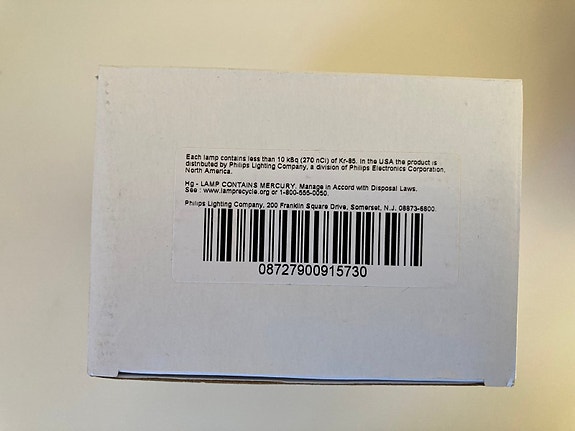 Each lamp contains less than 10 kBq (270 nCi) of Kr-85. In the USA the product is
distributed by Philips Lighting Company, a division of Philips Electronics Corporation,
North America.
Hg - LAMP CONTAINS MERCURY. Manage in Accord with Disposal Laws.
See : www.lamprecycle.org or 1-800-555-0050.
Philips Lighting Company, 200 Franklin Square Drive, Somerset, N.J. 08873-6800.
08727900915730